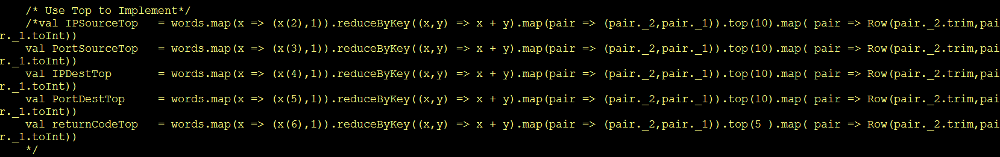 /* Use Top to Implement*/
/*val IPSourceTop   = words.map(x => (x(2),1)).reduceByKey((x,y) => x + y).map(pair => (pair._2,pair._1)).top(10).map( pair => Row(pair._2.trim,pai
r._1.toInt))
val PortSourceTop   = words.map(x => (x(3),1)).reduceByKey((x,y) => x + y).map(pair => (pair._2,pair._1)).top(10).map( pair => Row(pair._2.trim,pai
r._1.toInt))
val IPDestTop       = words.map(x => (x(4),1)).reduceByKey((x,y) => x + y).map(pair => (pair._2,pair._1)).top(10).map( pair => Row(pair._2.trim,pai
r._1.toInt))
val PortDestTop     = words.map(x => (x(5),1)).reduceByKey((x,y) => x + y).map(pair => (pair._2,pair._1)).top(10).map( pair => Row(pair._2.trim,pai
r._1.toInt))
val returnCodeTop   = words.map(x => (x(6),1)).reduceByKey((x,y) => x + y).map(pair => (pair._2,pair._1)).top(5 ).map( pair => Row(pair._2.trim,pai
r._1.toInt))
*/